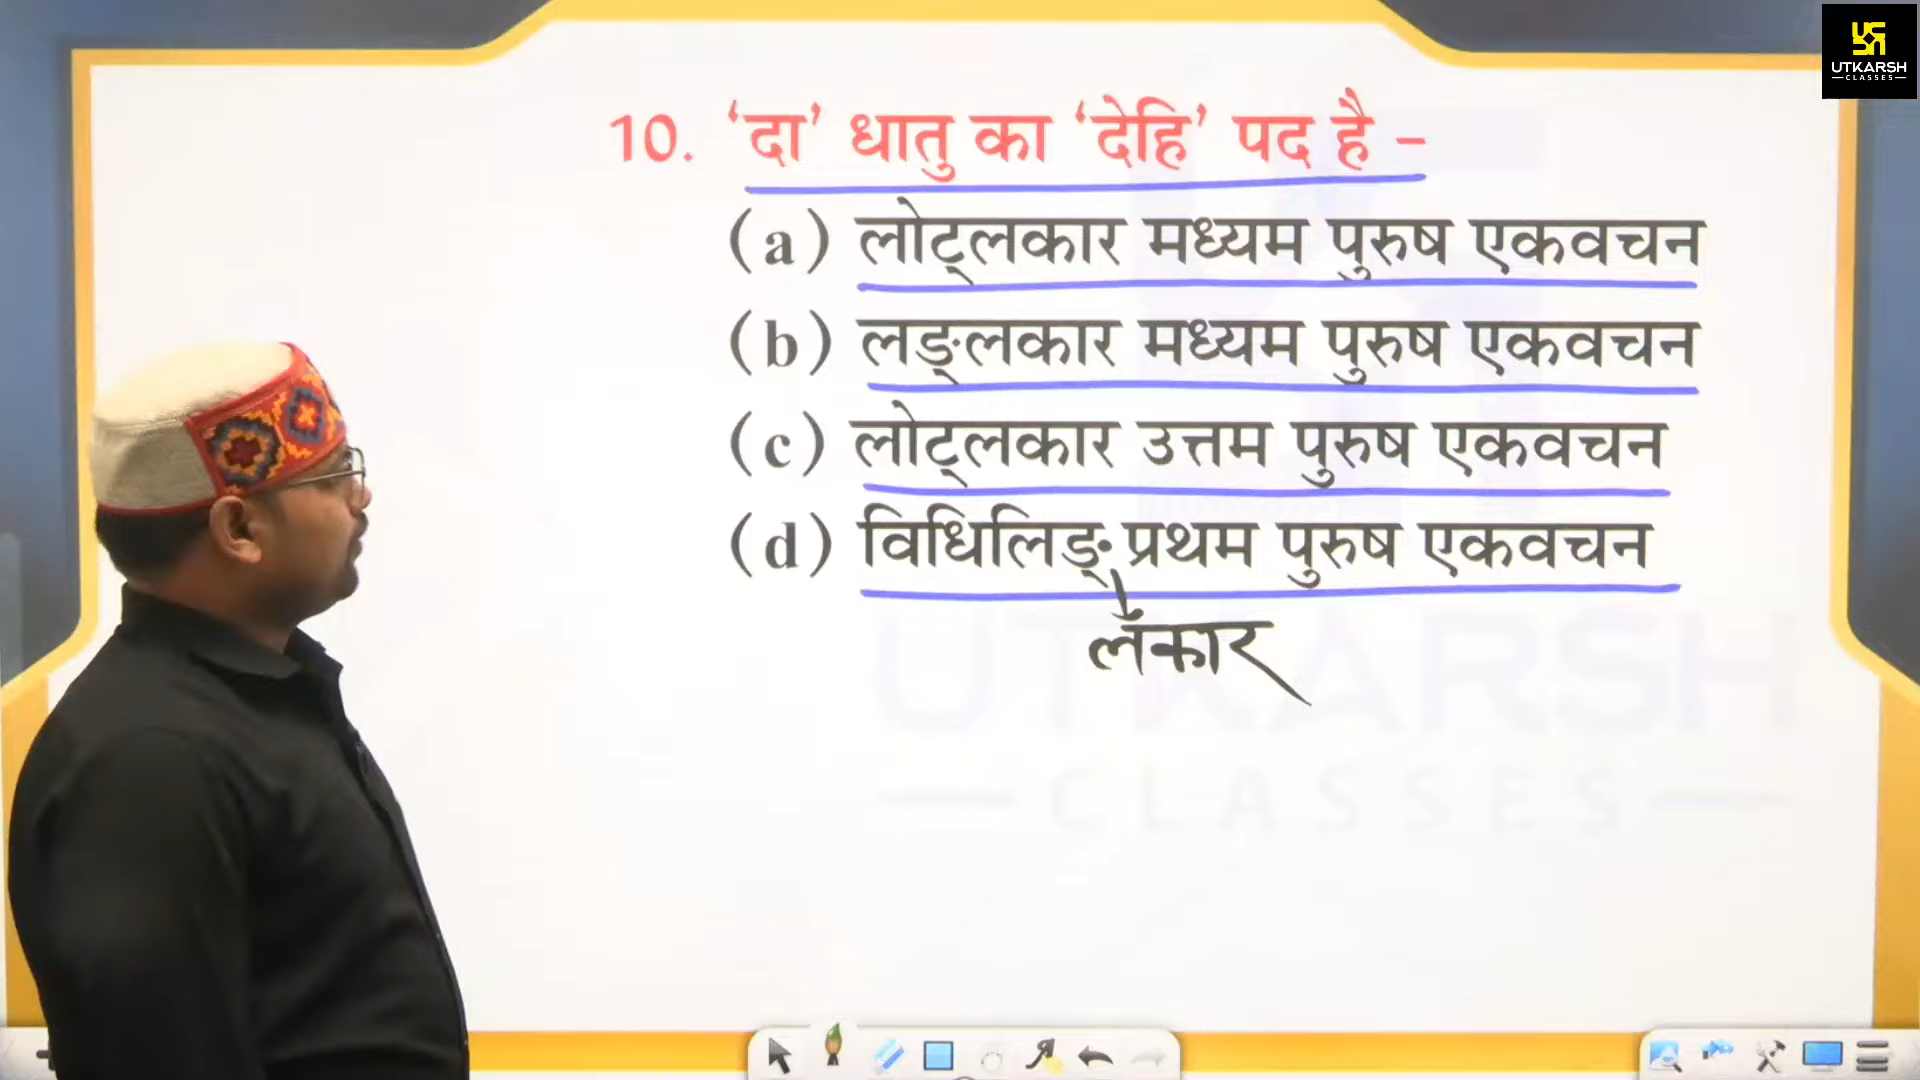 UTKARSH
CLASSES
10. ‘दा’ धातु का ‘देहि’ पद है –
(a) लोट्लकार मध्यम पुरुष एकवचन
(b) लङ्लकार मध्यम पुरुष एकवचन
(c) लोट्लकार उत्तम पुरुष एकवचन
(d) विधिलिङ् प्रथम पुरुष एकवचन
लकार
UTKARSH
CLASSES